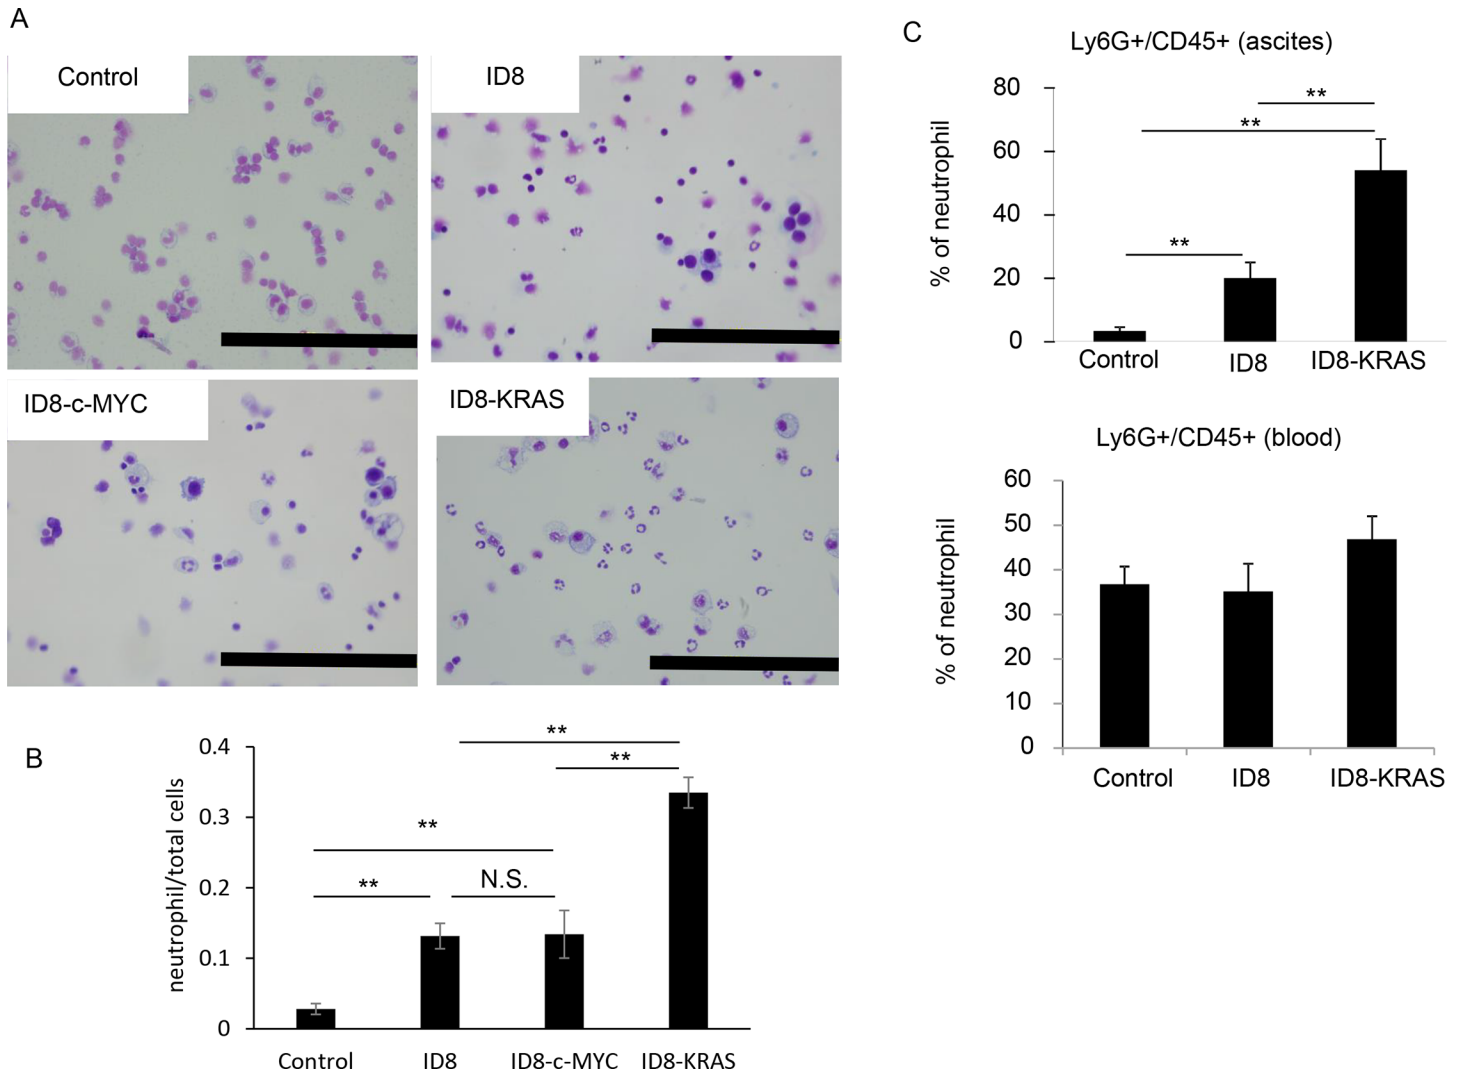 A
Control
ID8
ID8-c-MYC
ID8-KRAS
B
neutrophil/total cells
0.4
0.3
0.2
0.1
0
**
**
**
**
N.S.
Control ID8 ID8-c-MYC ID8-KRAS
C
Ly6G+/CD45+ (ascites)
% of neutrophil
80
60
40
20
0
**
**
**
Control ID8 ID8-KRAS
Ly6G+/CD45+ (blood)
% of neutrophil
60
50
40
30
20
10
0
Control ID8 ID8-KRAS